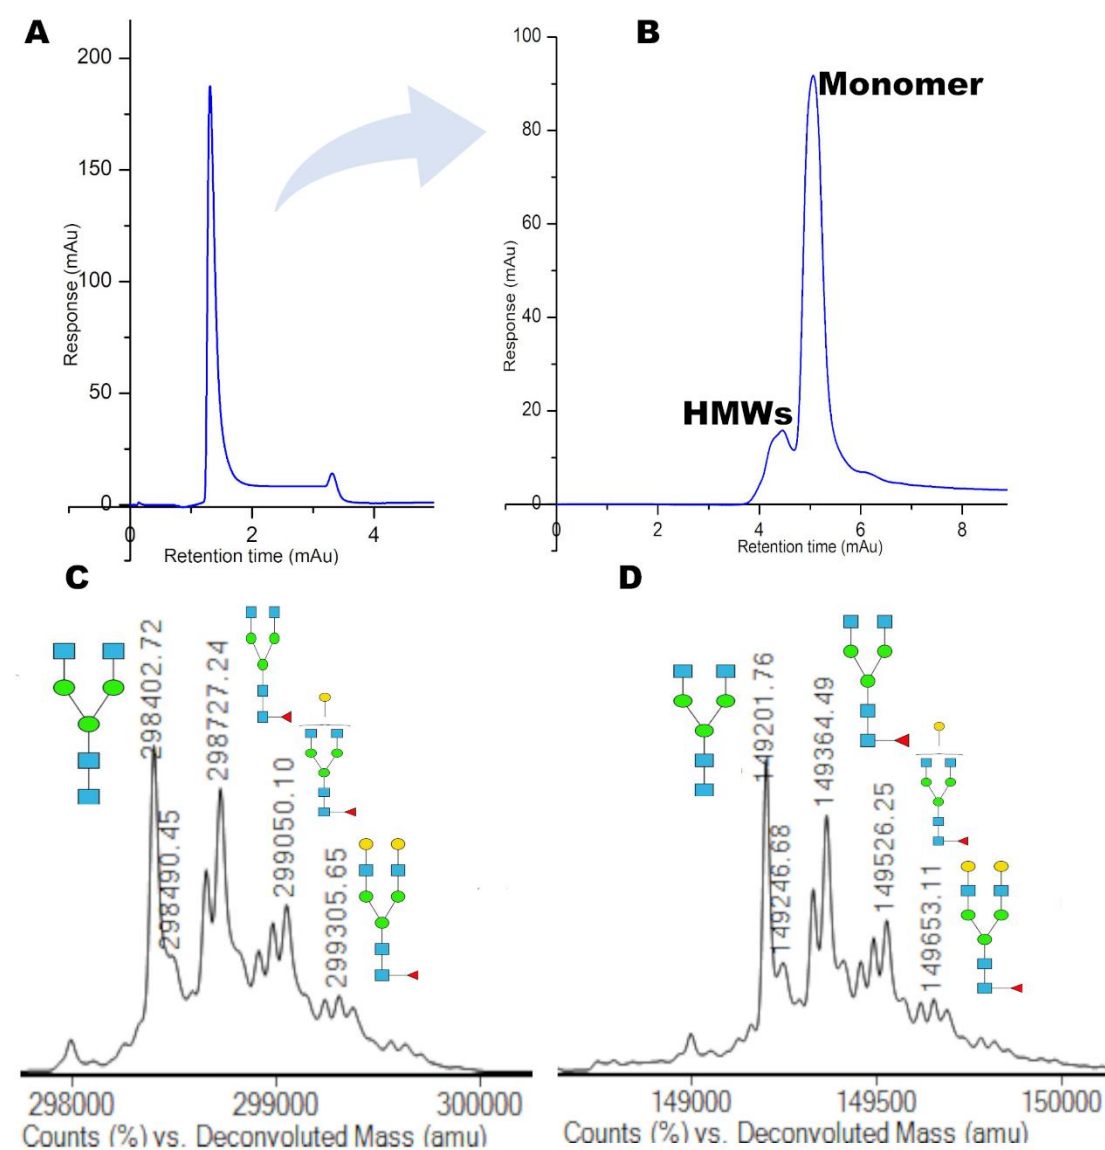 A
200
150
100
50
0
Response (mAu)
0
2
4
Retention time (mAu)
B
100
80
60
40
20
0
Response (mAu)
Monomer
HMWs
0
2
4
6
8
Retention time (mAu)
C
298402.72
298490.45
298727.24
299050.10
299305.65
298000
299000
300000
Counts (%) vs. Deconvoluted Mass (amu)
D
149201.76
149246.68
149364.49
149526.25
149653.11
149000
149500
150000
Counts (%) vs. Deconvoluted Mass (amu)